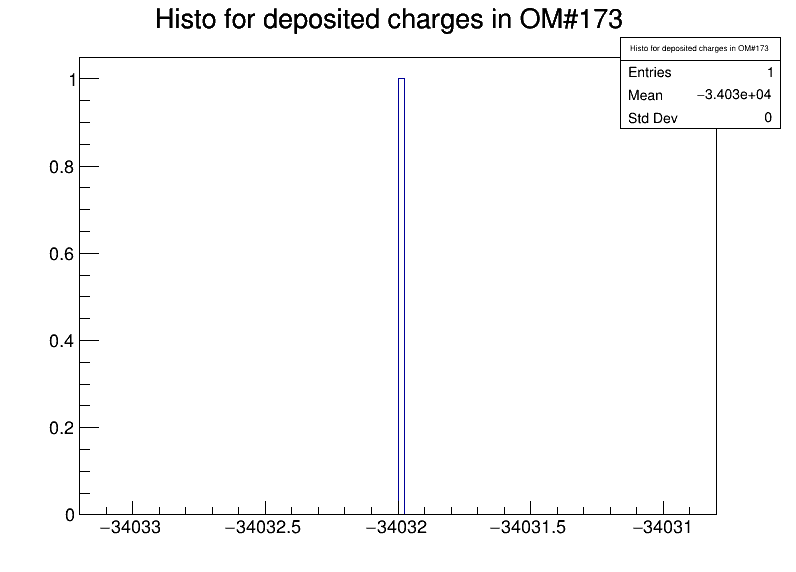 Histo for deposited charges in OM#173
Histo for deposited charges in OM#173
Entries 1
Mean −3.403e+04
Std Dev 0
1
0.8
0.6
0.4
0.2
0
−34033 −34032.5 −34032 −34031.5 −34031